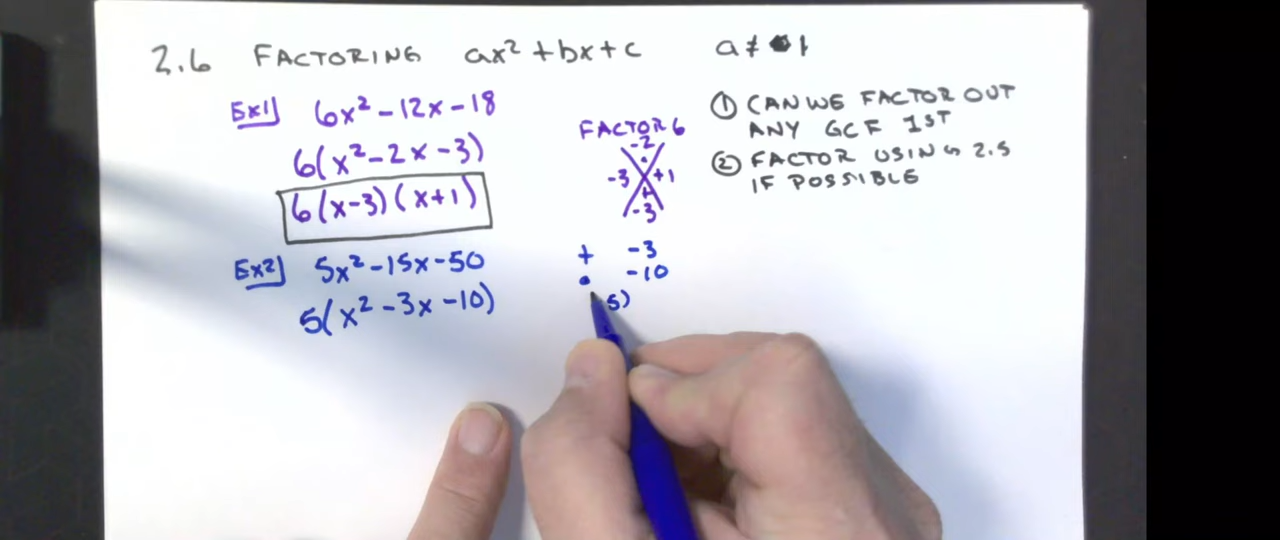 2.6 FACTORING ax² + bx + c a ≠ 1
Ex1) 6x² - 12x - 18
6(x² - 2x - 3)
6(x-3)(x+1)
Ex2) 5x² - 15x - 50
5(x² - 3x - 10)
FACTOR 6
-2
·
-3 +1
+
-3
+ -3
· -10
5)
① CAN WE FACTOR OUT
ANY GCF 1ST
② FACTOR USING 2.5
IF POSSIBLE